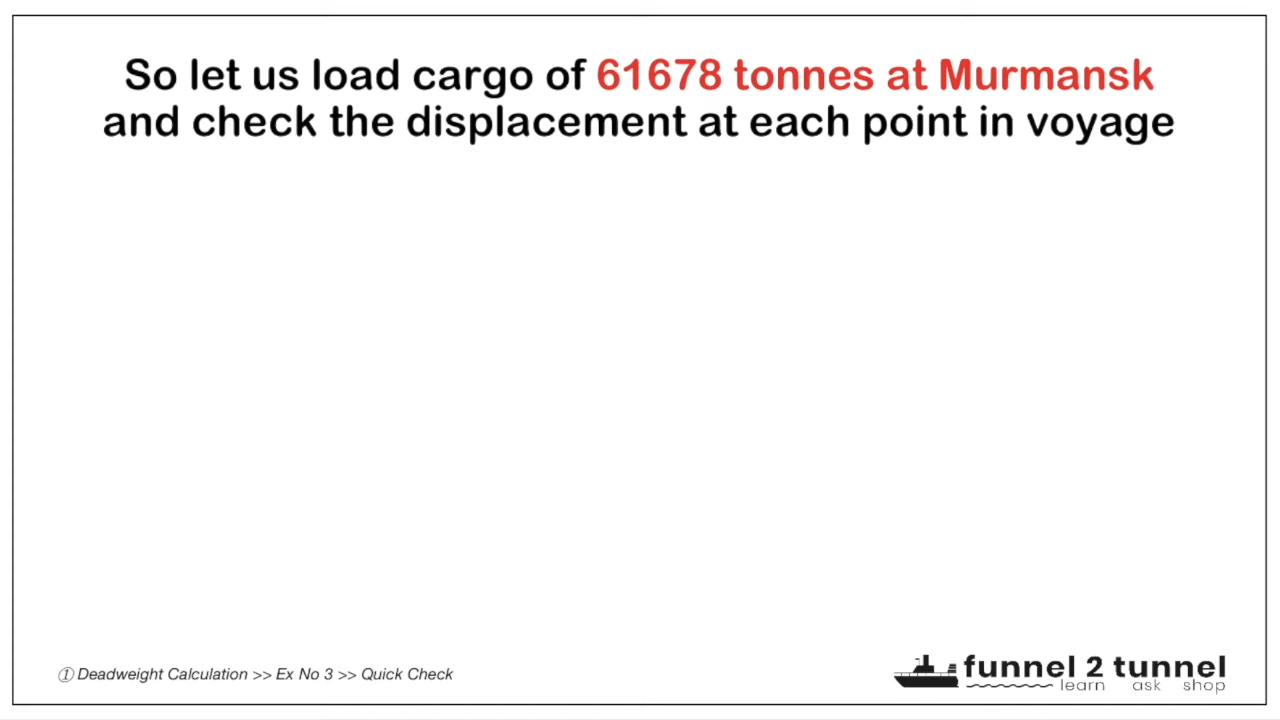 So let us load cargo of 61678 tonnes at Murmansk
and check the displacement at each point in voyage
① Deadweight Calculation >> Ex No 3 >> Quick Check
funnel 2 tunnel
learn ask shop